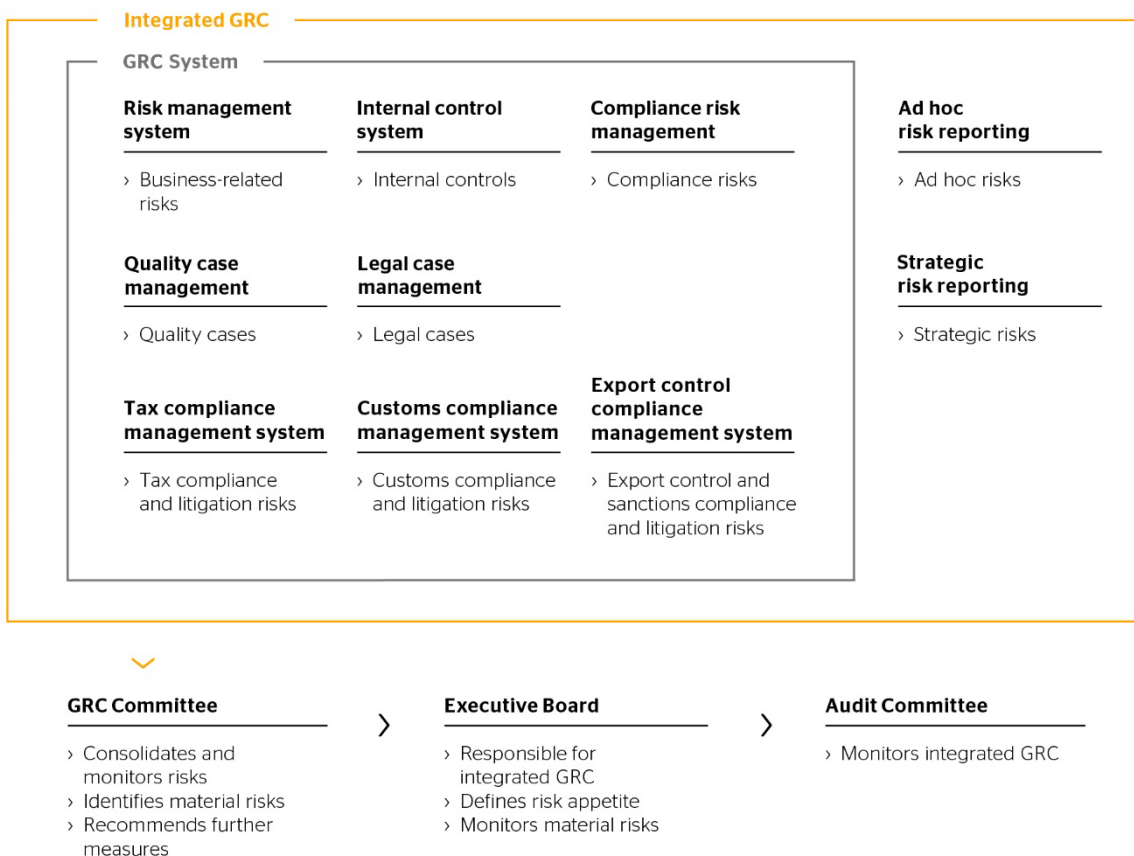 Integrated GRC
GRC System
Risk management
system
› Business-related
risks
Internal control
system
› Internal controls
Compliance risk
management
› Compliance risks
Ad hoc
risk reporting
› Ad hoc risks
Quality case
management
› Quality cases
Legal case
management
› Legal cases
Strategic
risk reporting
› Strategic risks
Tax compliance
management system
› Tax compliance
and litigation risks
Customs compliance
management system
› Customs compliance
and litigation risks
Export control
compliance
management system
› Export control and
sanctions compliance
and litigation risks
GRC Committee
› Consolidates and
monitors risks
› Identifies material risks
› Recommends further
measures
Executive Board
› Responsible for
integrated GRC
› Defines risk appetite
› Monitors material risks
Audit Committee
› Monitors integrated GRC